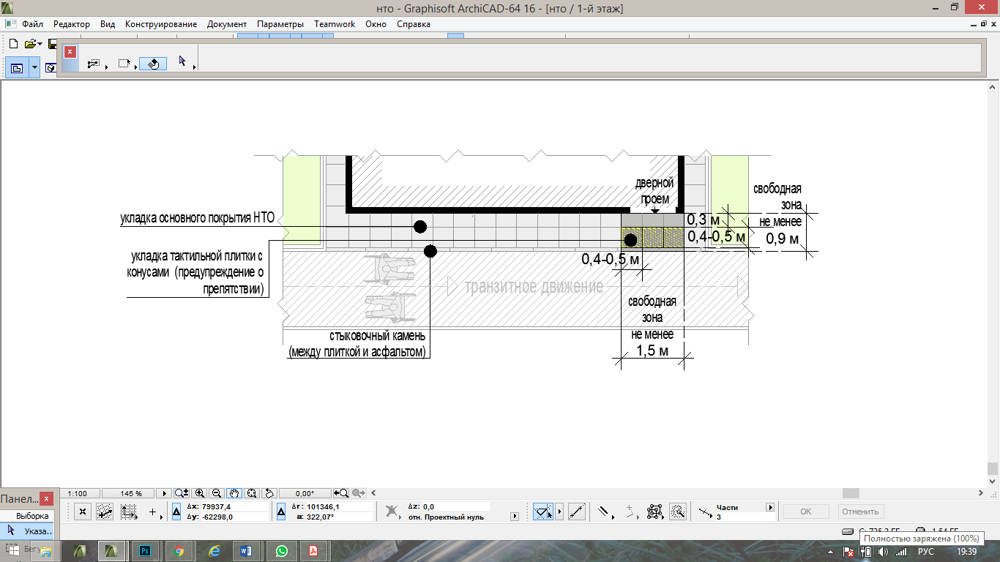 нто - Graphisoft ArchiCAD-64 16 - [нто / 1-й этаж]
Файл Редактор Вид Конструирование Документ Параметры Teamwork Окно Справка
дверной
проем
свободная
зона
не менее
0,9 м
0,3 м
0,4-0,5 м
укладка основного покрытия НТО
укладка тактильной плитки с
конусами (предупреждение о
препятствии)
0,4-0,5 м
транзитное движение
свободная
зона
не менее
1,5 м
стыковочный камень
(между плиткой и асфальтом)
1:100 145 % 0,00°
Панел...
Выборка
Указа..
Бегу
Δx: 79937,4
Δy: -62298,0
Δr: 101346,1
a: 322,07°
Δz: 0,0
отн. Проектный нуль
Части
3
OK Отменить
Полностью заряжена (100%)
РУС 19:39